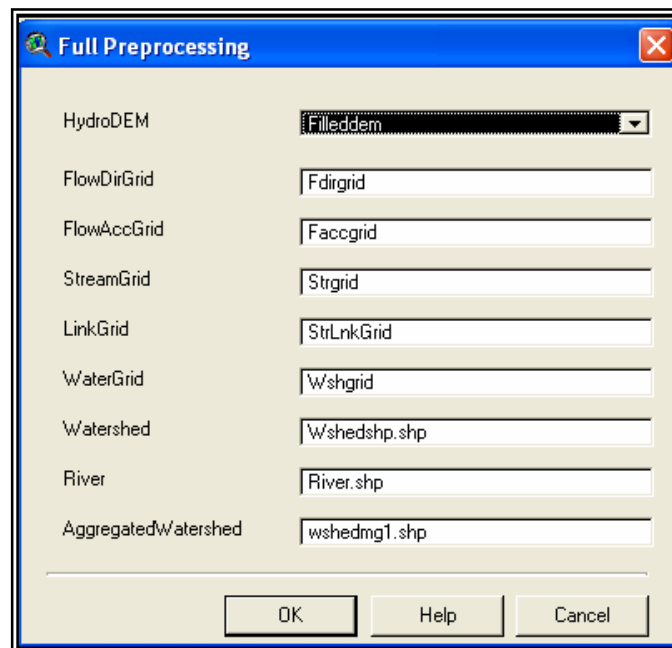 Full Preprocessing
HydroDEM Filleddem
FlowDirGrid Fdirgrid
FlowAccGrid Faccgrid
StreamGrid Strgrid
LinkGrid StrLnkGrid
WaterGrid Wshgrid
Watershed Wshedshp.shp
River River.shp
AggregatedWatershed wshedmg1.shp
OK Help Cancel